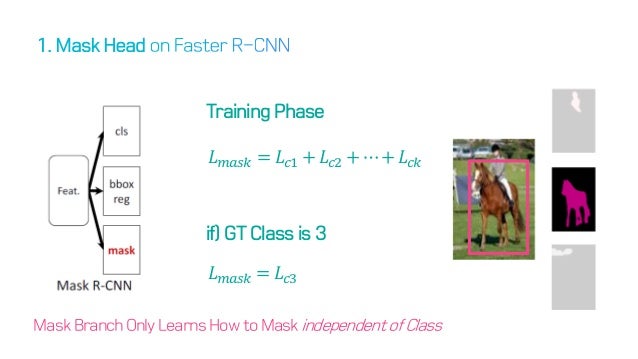 1. Mask Head on Faster R-CNN
Training Phase
L_{mask} = L_{c1} + L_{c2} + ⋯ + L_{ck}
if) GT Class is 3
L_{mask} = L_{c3}
Feat.
cls
bbox
reg
mask
Mask R-CNN
Mask Branch Only Learns How to Mask independent of Class